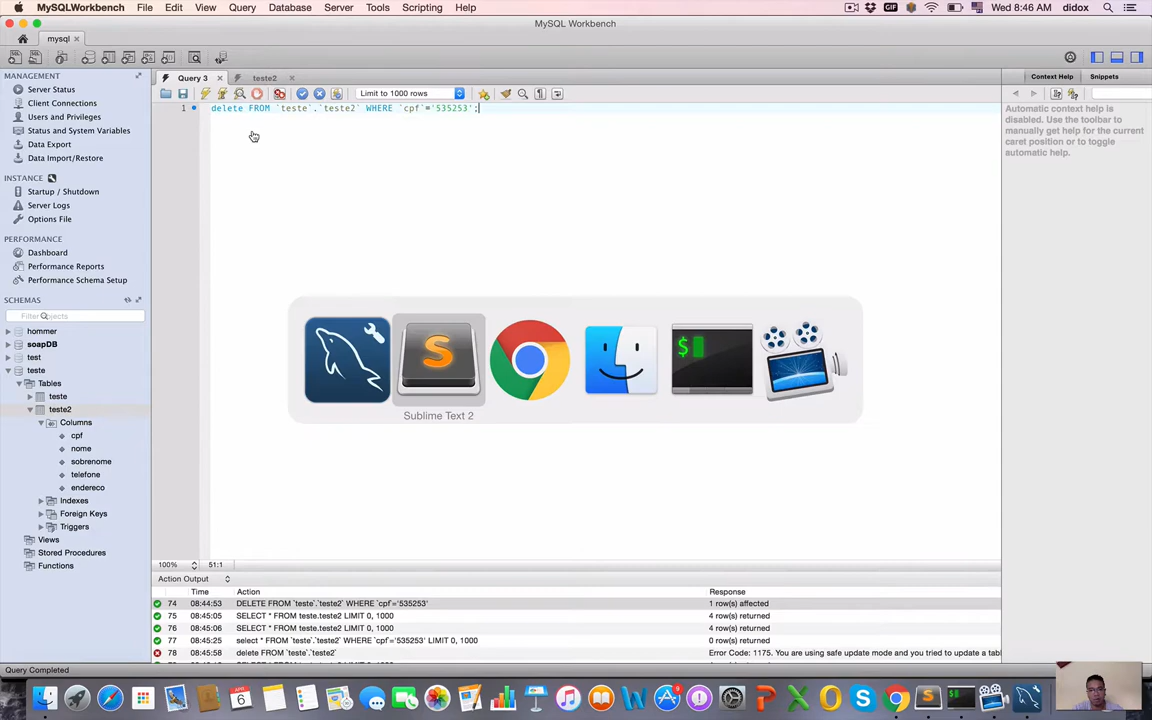 MySQLWorkbench File Edit View Query Database Server Tools Scripting Help
GIF Wed 8:46 AM didox
MySQL Workbench
mysql
MANAGEMENT
Server Status
Client Connections
Users and Privileges
Status and System Variables
Data Export
Data Import/Restore
INSTANCE
Startup / Shutdown
Server Logs
Options File
PERFORMANCE
Dashboard
Performance Reports
Performance Schema Setup
SCHEMAS
Filter objects
hommer
soapDB
test
teste
Tables
teste
teste2
Columns
cpf
nome
sobrenome
telefone
endereco
Indexes
Foreign Keys
Triggers
Views
Stored Procedures
Functions
Query 3 teste2
Limit to 1000 rows
1 delete FROM `teste`.`teste2` WHERE `cpf`='535253';
Sublime Text 2
100% 51:1
Action Output
Time Action Response
74 08:44:53 DELETE FROM `teste`.`teste2` WHERE `cpf`='535253' 1 row(s) affected
75 08:45:05 SELECT * FROM teste.teste2 LIMIT 0, 1000 4 row(s) returned
76 08:45:06 SELECT * FROM teste.teste2 LIMIT 0, 1000 4 row(s) returned
77 08:45:25 select * FROM `teste`.`teste2` WHERE `cpf`='535253' LIMIT 0, 1000 0 row(s) returned
78 08:45:58 delete FROM `teste`.`teste2` Error Code: 1175. You are using safe update mode and you tried to update a tabl
Context Help Snippets
Automatic context help is
disabled. Use the toolbar to
manually get help for the current
caret position or to toggle
automatic help.
Query Completed